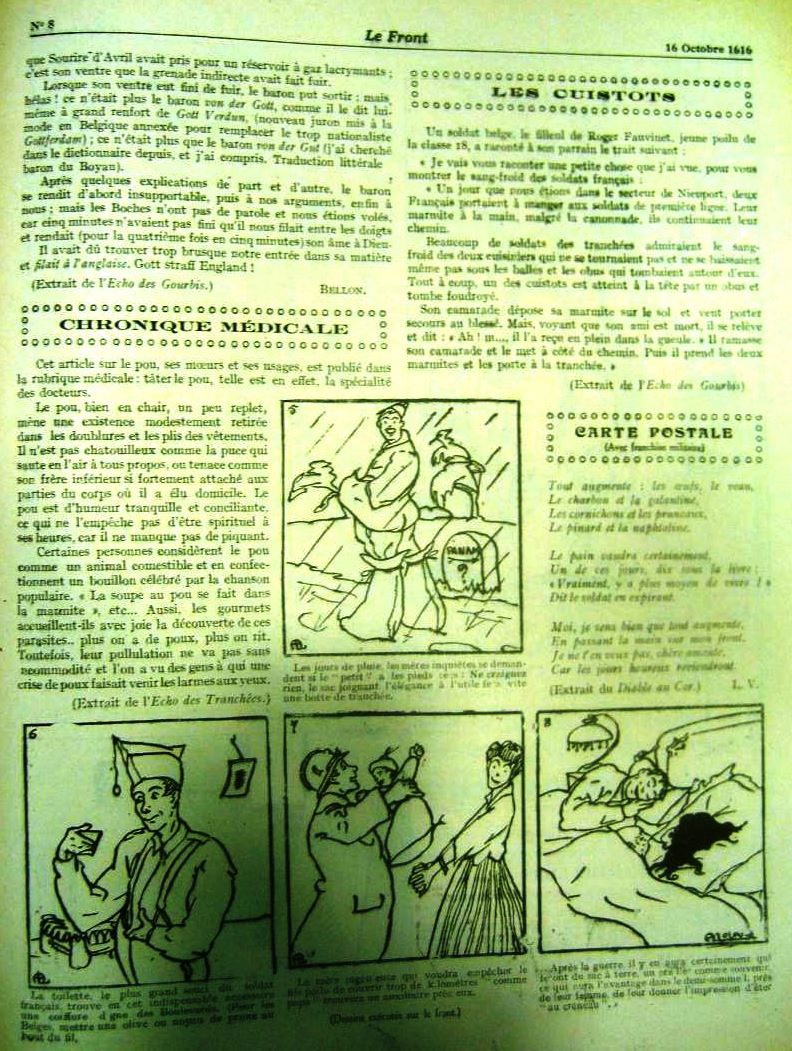 Nº 8
Le Front
16 Octobre 1616
que Sourire d'Avril avait pris pour un réservoir à gaz lacrymants ;
c'est son ventre que la grenade indirecte avait fait fuir.
Lorsque son ventre eut fini de fuir, le baron put sortir ; mais
hélas ! ce n'était plus le baron von der Gott, comme il le dit lui-
même à grand renfort de Gott Verdun, (nouveau juron mis à la
mode en Belgique annexée pour remplacer le trop nationaliste
Gottferdam) ; ce n'était plus que le baron von der Gut (j'ai cherché
dans le dictionnaire depuis, et j'ai compris. Traduction littérale
baron du Boyau).
Après quelques explications de part et d'autre, le baron
se rendit d'abord insupportable, puis à nos arguments, enfin à
nous ; mais les Boches n'ont pas de parole et nous étions volés,
car cinq minutes n'avaient pas fini qu'il nous filait entre les doigts
et rendait (pour la quatrième fois en cinq minutes) son âme à Dieu.
Il avait dû trouver trop brusque notre entrée dans sa matière
et filait à l'anglaise. Gott straff England !
(Extrait de l'Echo des Gourbis.)
BELLON.
CHRONIQUE MÉDICALE
Cet article sur le pou, ses mœurs et ses usages, est publié dans
la rubrique médicale : tâter le pou, telle est en effet, la spécialité
des docteurs.
Le pou, bien en chair, un peu replet,
mène une existence modestement retirée
dans les doublures et les plis des vêtements.
Il n'est pas chatouilleux comme la puce qui
saute en l'air à tous propos, ou tenace comme
son frère inférieur si fortement attaché aux
parties du corps où il a élu domicile. Le
pou est d'humeur tranquille et conciliante,
ce qui ne l'empêche pas d'être spirituel à
ses heures, car il ne manque pas de piquant.
Certaines personnes considèrent le pou
comme un animal comestible et en confec-
tionnent un bouillon célébré par la chanson
populaire. « La soupe au pou se fait dans
la marmite », etc... Aussi, les gourmets
accueillent-ils avec joie la découverte de ces
parasites.. plus on a de poux, plus on rit.
Toutefois, leur pullulation ne va pas sans
incommodité et l'on a vu des gens à qui une
crise de poux faisait venir les larmes aux yeux.
(Extrait de l'Echo des Tranchées.)
LES CUISTOTS
Un soldat belge, le filleul de Roger Fauvinet, jeune poilu de
la classe 18, a raconté à son parrain le trait suivant :
« Je vais vous raconter une petite chose que j'ai vue, pour vous
montrer le sang-froid des soldats français :
« Un jour que nous étions dans le secteur de Nieuport, deux
Français portaient à manger aux soldats de première ligne. Leur
marmite à la main, malgré la canonnade, ils continuaient leur
chemin.
Beaucoup de soldats des tranchées admiraient le sang-
froid des deux cuisiniers qui ne se tournaient pas et ne se baissaient
même pas sous les balles et les obus qui tombaient autour d'eux.
Tout à coup, un des cuistots est atteint à la tête par un obus et
tombe foudroyé.
Son camarade dépose sa marmite sur le sol et veut porter
secours au blessé. Mais, voyant que son ami est mort, il se relève
et dit : « Ah ! m..., il l'a reçu en plein dans la gueule. » Il ramasse
son camarade et le met à côté du chemin. Puis il prend les deux
marmites et les porte à la tranchée. »
(Extrait de l'Echo des Gourbis)
CARTE POSTALE
(Avec franchise militaire)
Tout augmente : les œufs, le veau,
Le charbon et la galantine,
Les cornichons et les pruneaux,
Le pinard et la naphtaline.
Le pain vaudra certainement,
Un de ces jours, dix sous la livre :
« Vraiment, y a plus moyen de vivre ! »
Dit le soldat en expirant.
Moi, je sens bien que tout augmente,
En passant la main sur mon front,
Je ne t'en veux pas, chère amante,
Car les jours heureux reviendront.
(Extrait du Diable au Cor.) L. V.
5
PANAM
?
Les jours de pluie, les mères inquiètes se deman-
dent si le "petit" a les pieds secs : Ne craignez
rien, le sac joignant l'élégance à l'utile fera vite
une botte de tranchée.
6
La toilette, le plus grand souci du soldat
français, trouve en cet indispensable accessoire
une coiffure digne des Boulevards. (Pour les
Belges, mettre une olive ou noyau de prune au
bout du fil.
7
La mère qui voudra empêcher le
fils poilu de couvrir trop de kilomètres "comme
papa" trouvera un auxiliaire
(Dessins exécutés sur le front.)
8
...Après la guerre, il y en aura certainement qui
sac à terre, comme souvenir,
ce qui aura l'avantage dans le demi-sommeil, près
de leur femme, de leur donner l'impression d'être
"au créneau".